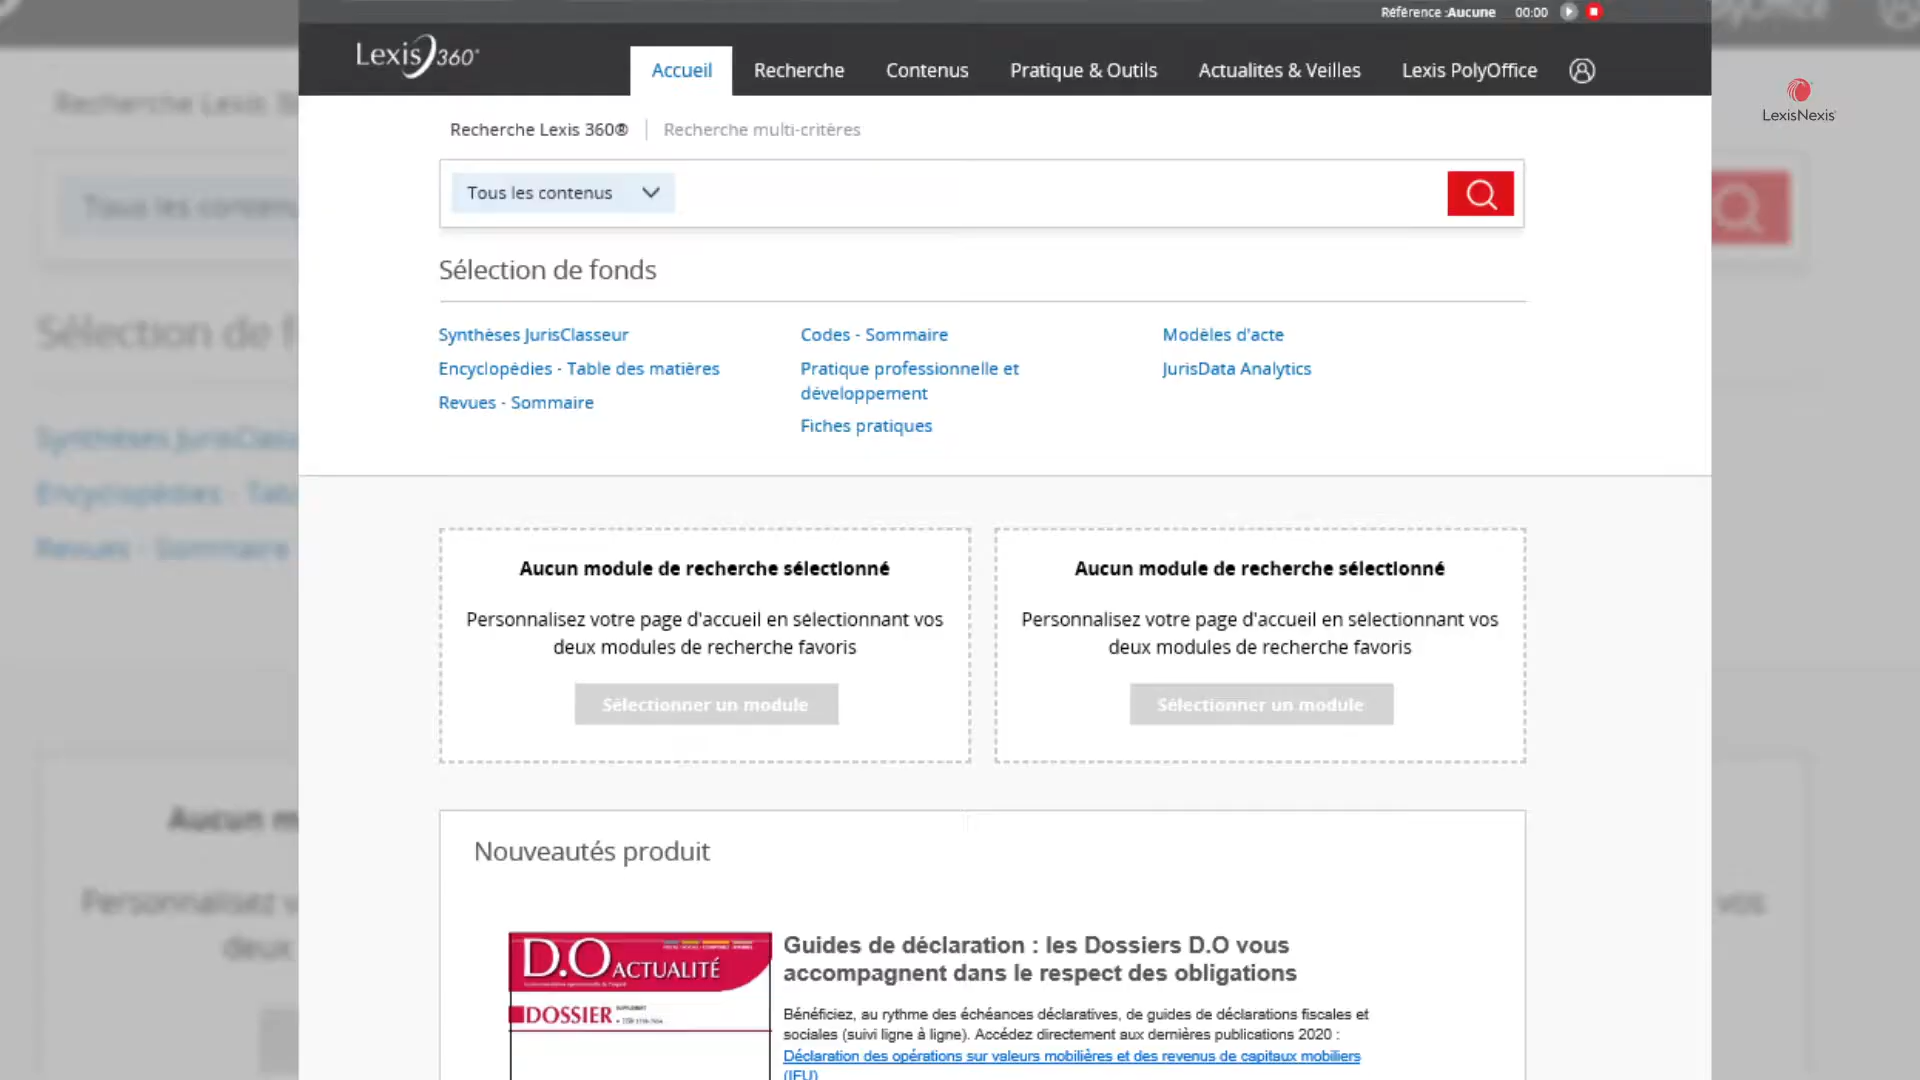 Référence :Aucune 00:00
Lexis 360®
Accueil Recherche Contenus Pratique & Outils Actualités & Veilles Lexis PolyOffice
LexisNexis®
Recherche Lexis 360® Recherche multi-critères
Tous les contenus
Sélection de fonds
Synthèses JurisClasseur
Encyclopédies - Table des matières
Revues - Sommaire
Codes - Sommaire
Pratique professionnelle et
développement
Fiches pratiques
Modèles d'acte
JurisData Analytics
Aucun module de recherche sélectionné
Personnalisez votre page d'accueil en sélectionnant vos
deux modules de recherche favoris
Sélectionner un module
Aucun module de recherche sélectionné
Personnalisez votre page d'accueil en sélectionnant vos
deux modules de recherche favoris
Sélectionner un module
Nouveautés produit
D.O ACTUALITÉ
DOSSIER
Guides de déclaration : les Dossiers D.O vous
accompagnent dans le respect des obligations
Bénéficiez, au rythme des échéances déclaratives, de guides de déclarations fiscales et
sociales (suivi ligne à ligne). Accédez directement aux dernières publications 2020 :
Déclaration des opérations sur valeurs mobilières et des revenus de capitaux mobiliers
(IFU)